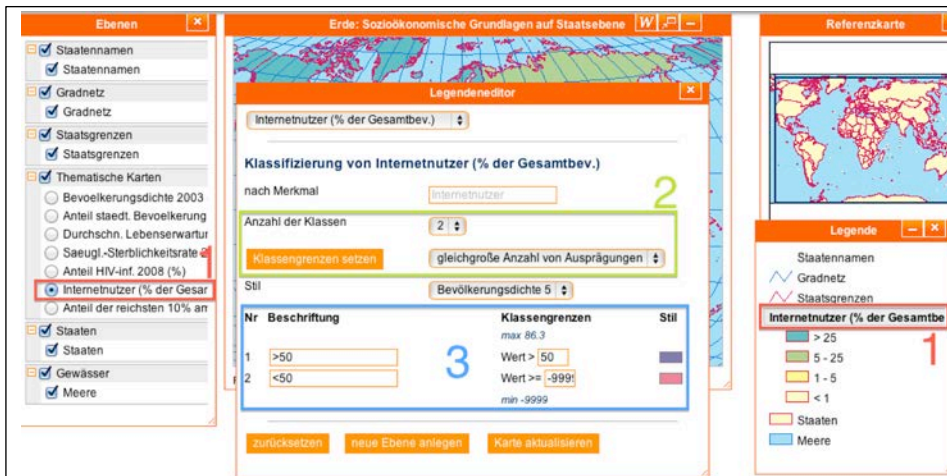 Ebenen
Staatennamen
Staatennamen
Gradnetz
Gradnetz
Staatsgrenzen
Staatsgrenzen
Thematische Karten
Bevoelkerungsdichte 2003
Anteil staedt. Bevoelkerung
Durchschn. Lebenserwartur
Saeugl.-Sterblichkeitsrate
1
Anteil HIV-inf. 2008 (%)
Internetnutzer (% der Gesar
Anteil der reichsten 10% am
Staaten
Staaten
Gewässer
Meere
Erde: Sozioökonomische Grundlagen auf Staatsebene
W
Legendeneditor
Internetnutzer (% der Gesamtbev.)
Klassifizierung von Internetnutzer (% der Gesamtbev.)
nach Merkmal Internetnutzer
2
Anzahl der Klassen 2
Klassengrenzen setzen gleichgroße Anzahl von Ausprägungen
Stil Bevölkerungsdichte 5
Nr Beschriftung Klassengrenzen Stil
max 86.3
1 >50 Wert > 50
3
2 <50 Wert >= -9999
min -9999
zurücksetzen neue Ebene anlegen Karte aktualisieren
Referenzkarte
Legende
Staatennamen
Gradnetz
Staatsgrenzen
Internetnutzer (% der Gesamtbe
1
> 25
5 - 25
1 - 5
< 1
Staaten
Meere